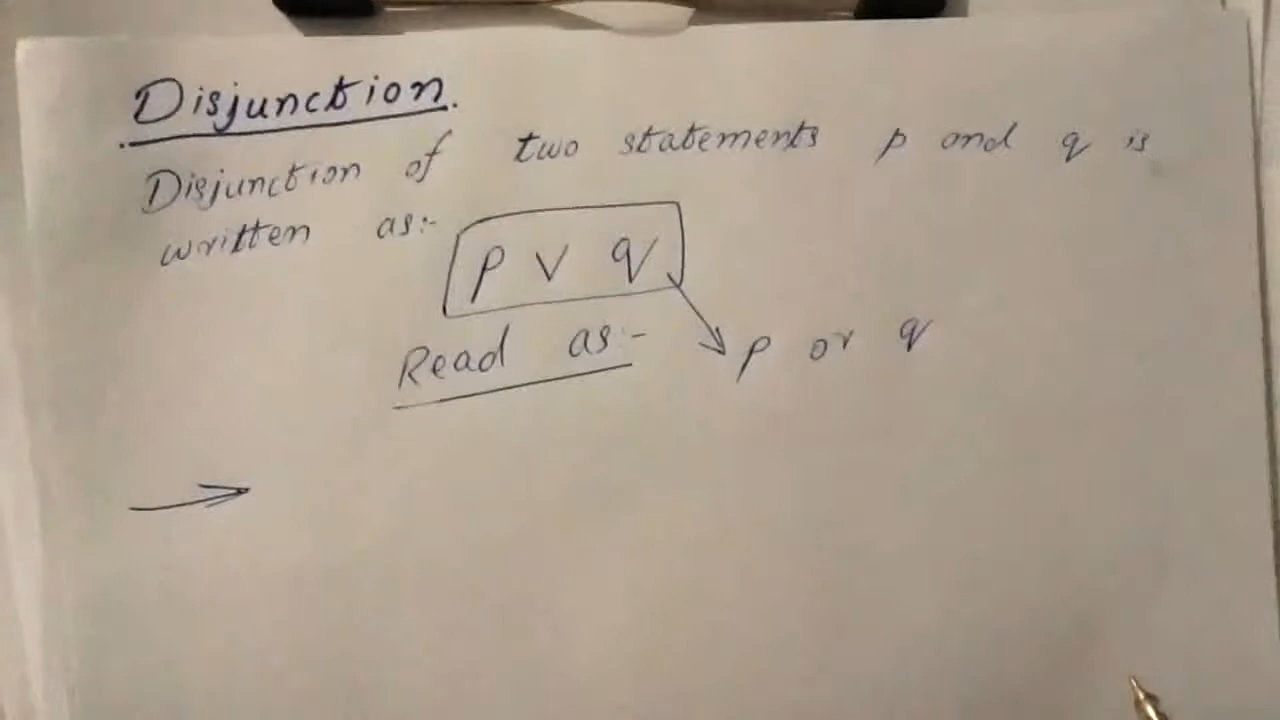 Disjunction.
Disjunction of two statements p and q is
written as:-
p ∨ q
Read as:- p or q